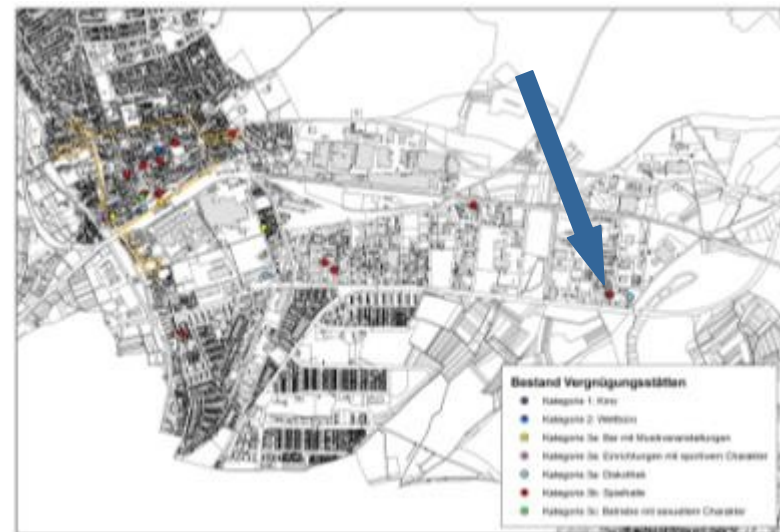 Bestand Vergnügungsstätten
Kategorie 1: Kino
Kategorie 2: Wettbüro
Kategorie 3a: Bar mit Musikveranstaltungen
Kategorie 3a: Einrichtungen mit sportivem Charakter
Kategorie 3a: Diskothek
Kategorie 3b: Spielhalle
Kategorie 3c: Betriebe mit sexuellem Charakter